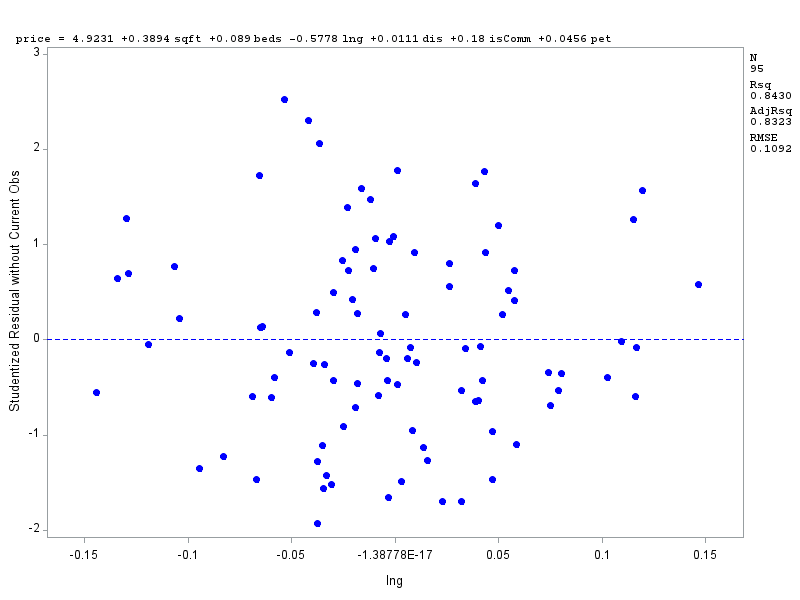 price = 4.9231 +0.3894 sqft +0.089 beds -0.5778 lng +0.0111 dis +0.18 isComm +0.0456 pet
N
95
Rsq
0.8430
AdjRsq
0.8323
RMSE
0.1092
3
2
1
0
-1
-2
Studentized Residual without Current Obs
-0.15 -0.1 -0.05 -1.38778E-17 0.05 0.1 0.15
lng